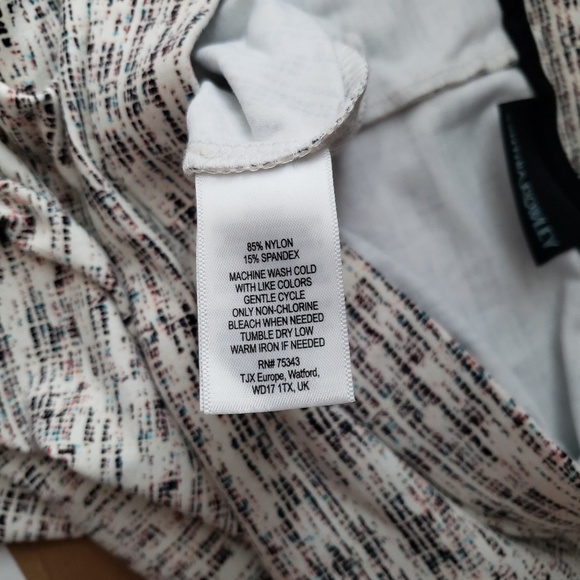 85% NYLON
15% SPANDEX
MACHINE WASH COLD
WITH LIKE COLORS
GENTLE CYCLE
ONLY NON-CHLORINE
BLEACH WHEN NEEDED
TUMBLE DRY LOW
WARM IRON IF NEEDED
RN# 75343
TJX Europe, Watford,
WD17 1TX, UK